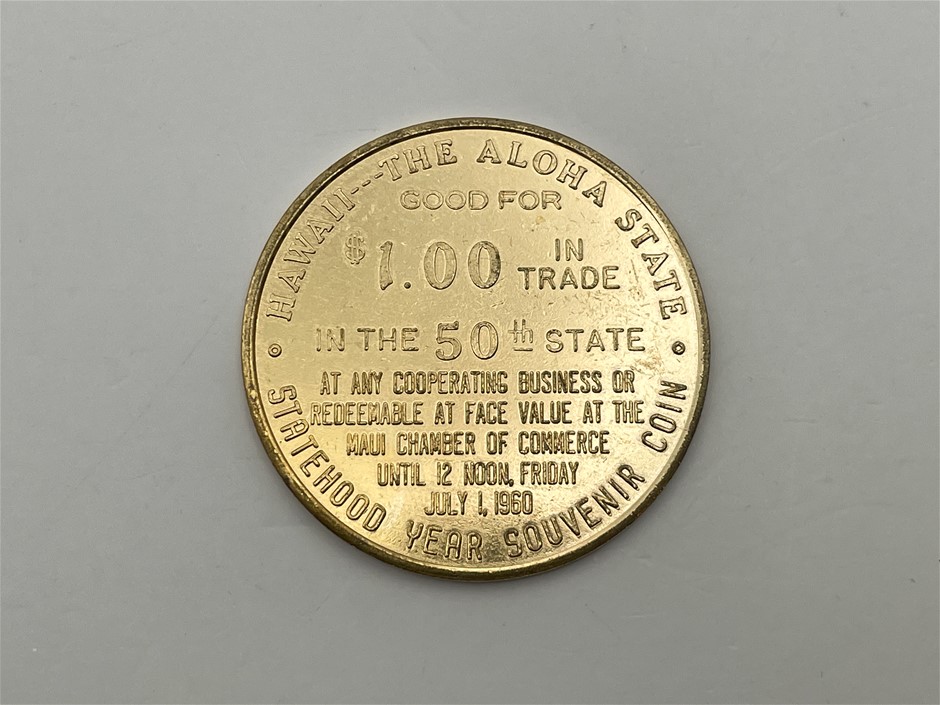 HAWAII---THE ALOHA STATE
GOOD FOR
$1.00 IN TRADE
IN THE 50th STATE
AT ANY COOPERATING BUSINESS OR
REDEEMABLE AT FACE VALUE AT THE
MAUI CHAMBER OF COMMERCE
UNTIL 12 NOON, FRIDAY
JULY 1, 1960
STATEHOOD YEAR SOUVENIR COIN